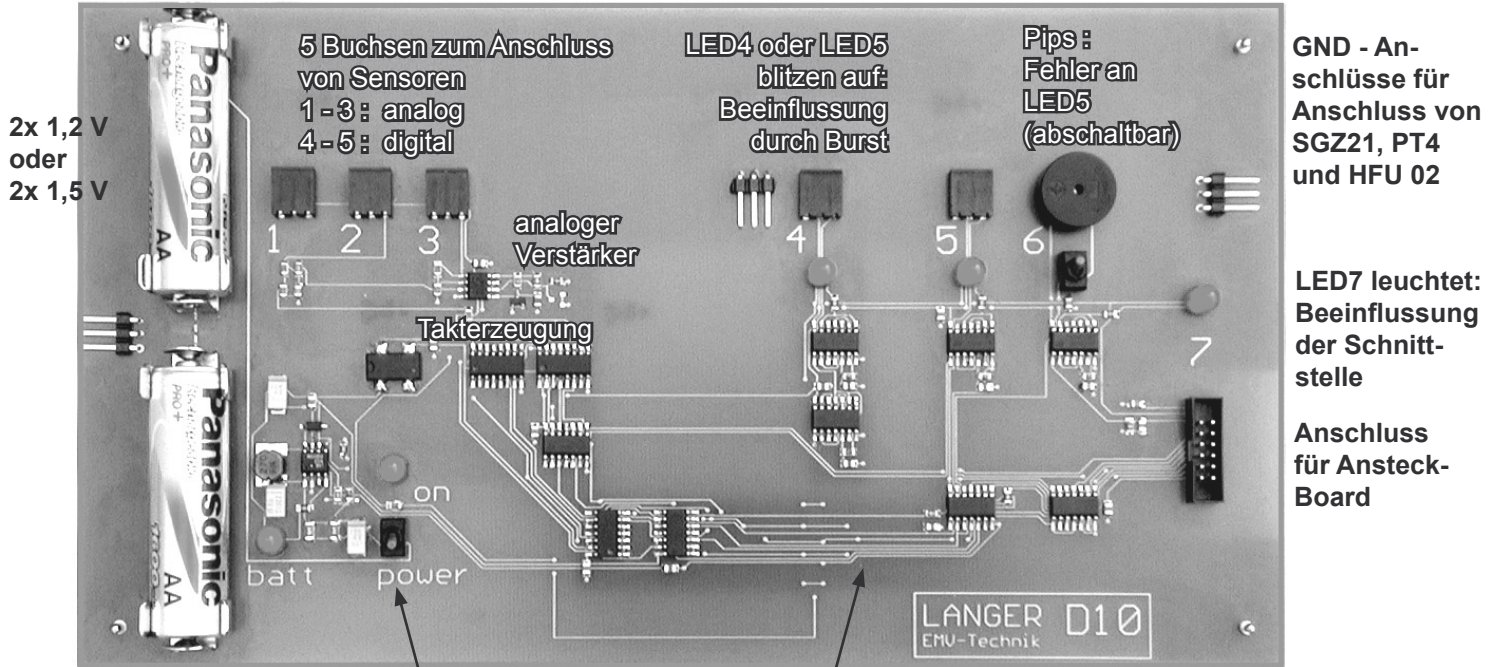 5 Buchsen zum Anschluss
von Sensoren
1 - 3 : analog
4 - 5 : digital
LED4 oder LED5
blitzen auf:
Beeinflussung
durch Burst
Pips :
Fehler an
LED5
(abschaltbar)
GND - An-
schlüsse für
Anschluss von
SGZ21, PT4
und HFU 02
2x 1,2 V
oder
2x 1,5 V
Panasonic
PRO+
AA
1
2
3
analoger
Verstärker
4
5
6
LED7 leuchtet:
Beeinflussung
der Schnitt-
stelle
Takterzeugung
7
Panasonic
PRO+
AA
Anschluss
für Ansteck-
Board
on
batt
power
LANGER D10
EMV-Technik